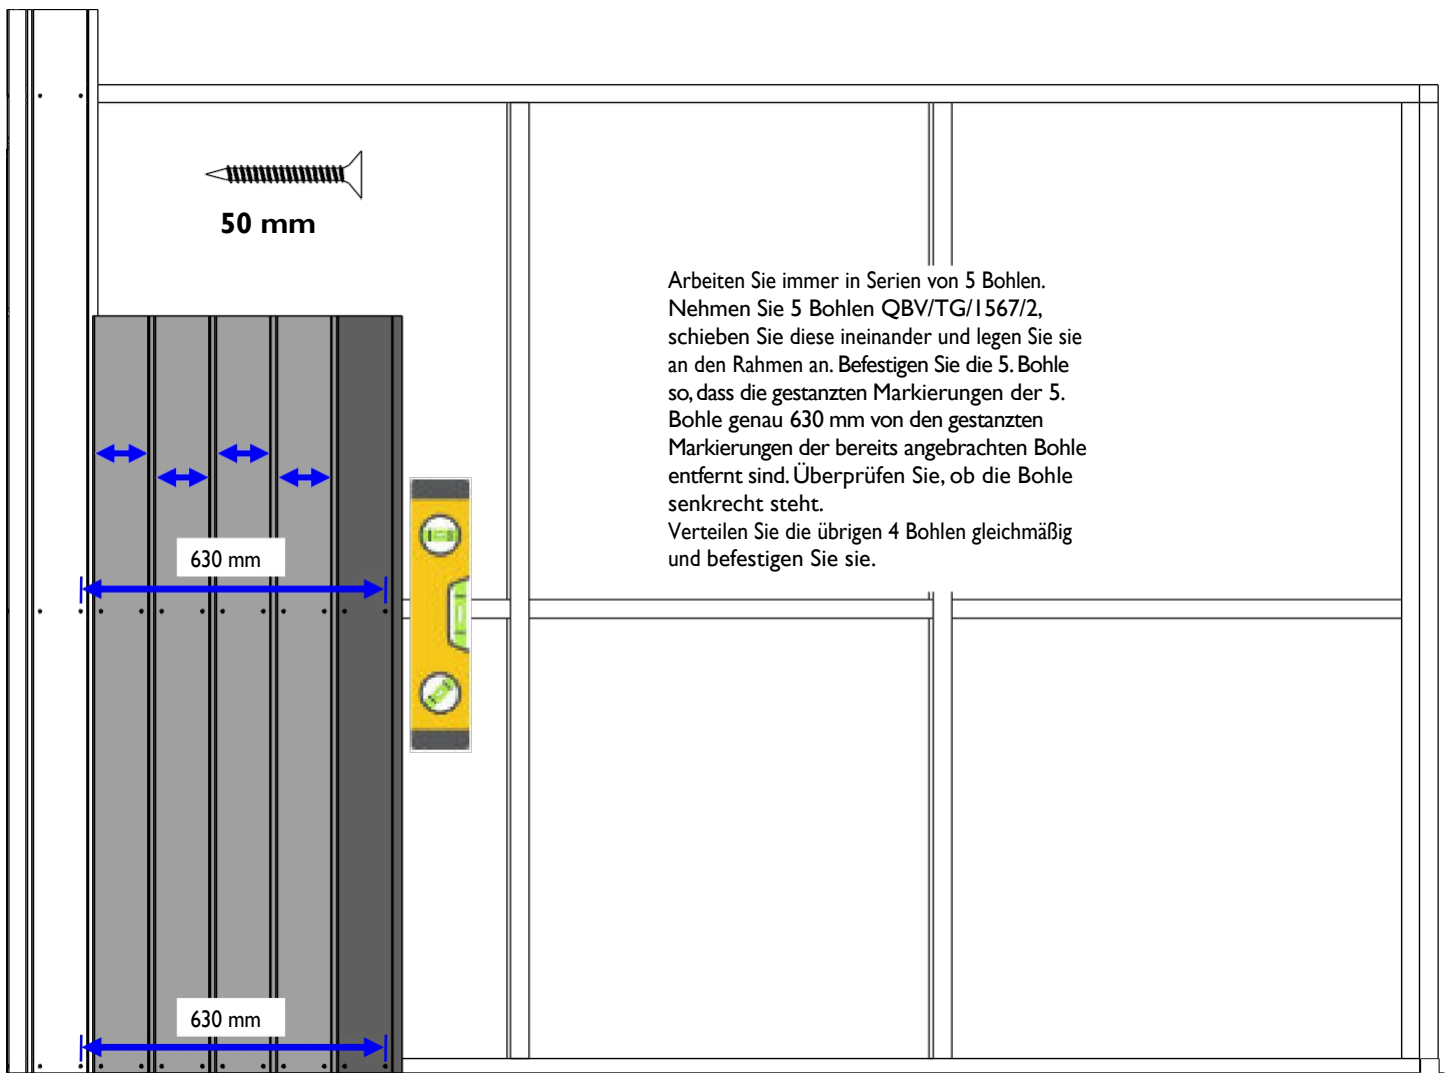 50 mm
Arbeiten Sie immer in Serien von 5 Bohlen.
Nehmen Sie 5 Bohlen QBV/TG/1567/2,
schieben Sie diese ineinander und legen Sie sie
an den Rahmen an. Befestigen Sie die 5. Bohle
so, dass die gestanzten Markierungen der 5.
Bohle genau 630 mm von den gestanzten
Markierungen der bereits angebrachten Bohle
entfernt sind. Überprüfen Sie, ob die Bohle
senkrecht steht.
Verteilen Sie die übrigen 4 Bohlen gleichmäßig
und befestigen Sie sie.
630 mm
630 mm